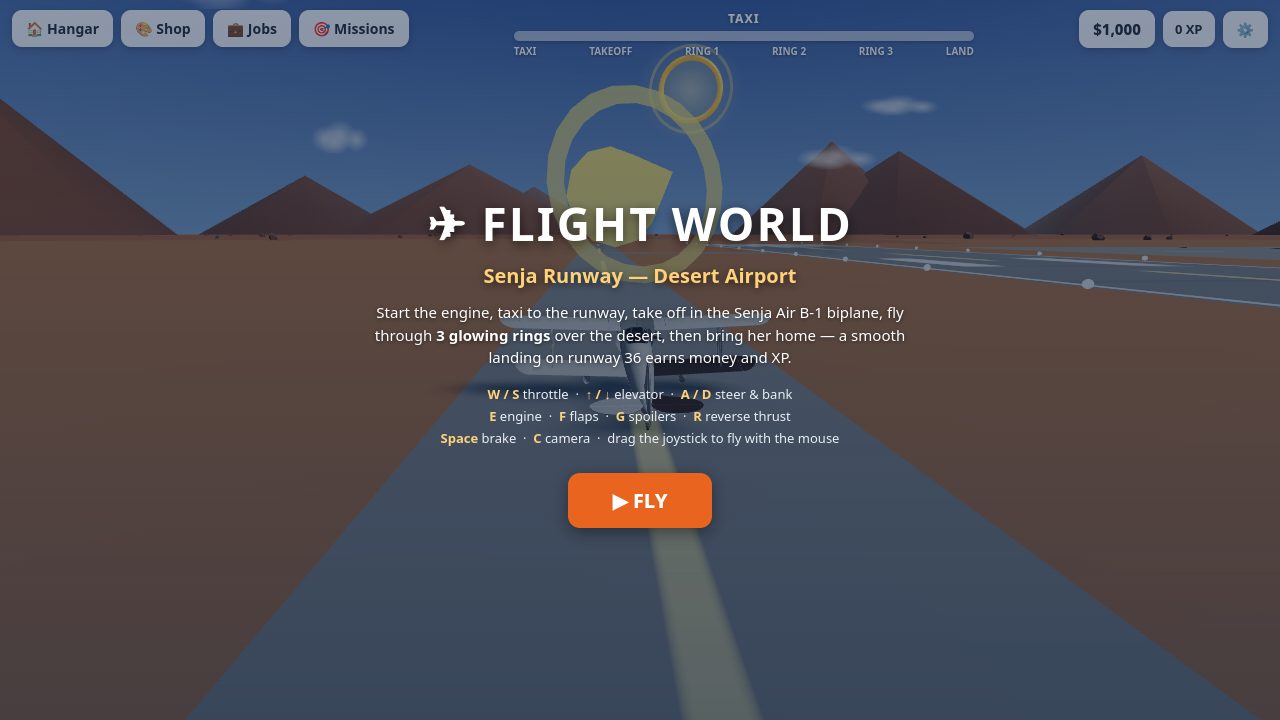 🏠 Hangar
🎨 Shop
💼 Jobs
🎯 Missions
TAXI
TAXI TAKEOFF RING 1 RING 2 RING 3 LAND
$1,000
0 XP
⚙️
✈ FLIGHT WORLD
Senja Runway — Desert Airport
Start the engine, taxi to the runway, take off in the Senja Air B-1 biplane, fly
through 3 glowing rings over the desert, then bring her home — a smooth
landing on runway 36 earns money and XP.
W / S throttle · ↑ / ↓ elevator · A / D steer & bank
E engine · F flaps · G spoilers · R reverse thrust
Space brake · C camera · drag the joystick to fly with the mouse
▶ FLY